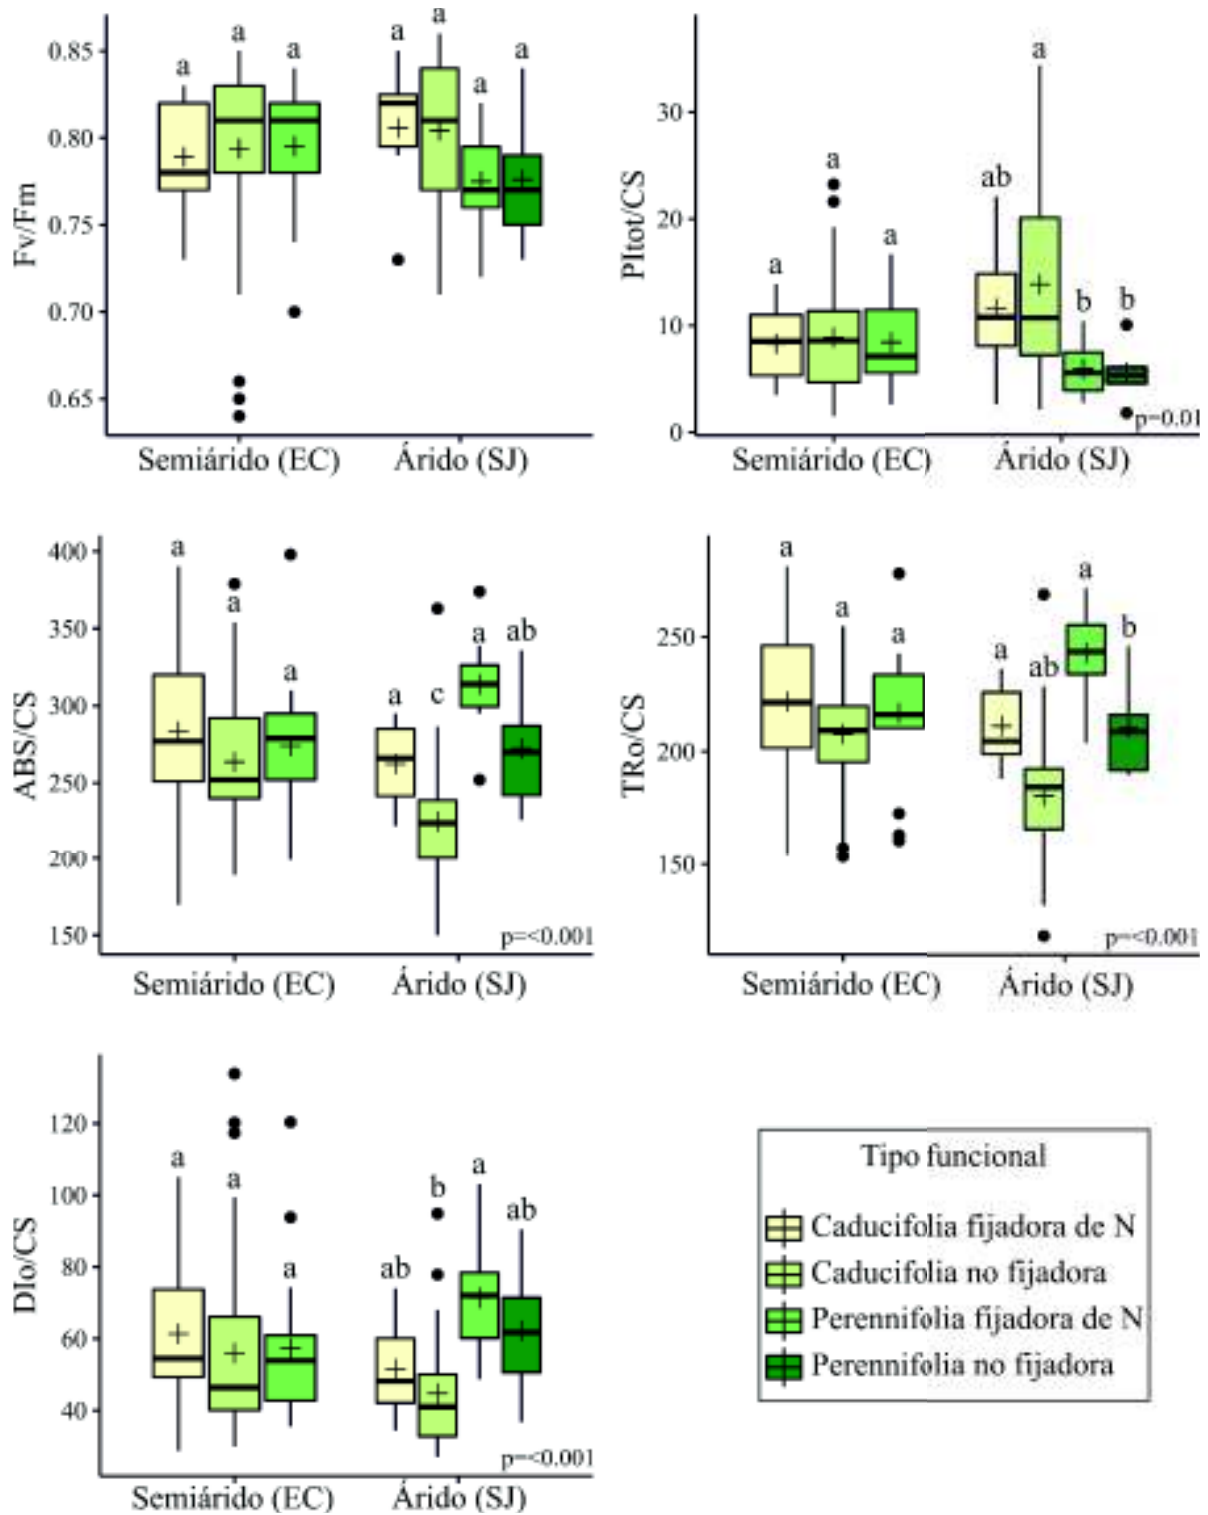 a a a a a a a
0.85
0.80
0.75
0.70
0.65
Fv/Fm
Semiárido (EC) Árido (SJ)
a a a ab a b b
30
20
10
0
PItot/CS
p=0.01
Semiárido (EC) Árido (SJ)
a a a a c a ab
400
350
300
250
200
150
ABS/CS
p=<0.001
Semiárido (EC) Árido (SJ)
a a a a ab a b
250
200
150
TRo/CS
p=<0.001
Semiárido (EC) Árido (SJ)
a a a ab b a ab
120
100
80
60
40
DIo/CS
p=<0.001
Semiárido (EC) Árido (SJ)
Tipo funcional
Caducifolia fijadora de N
Caducifolia no fijadora
Perennifolia fijadora de N
Perennifolia no fijadora